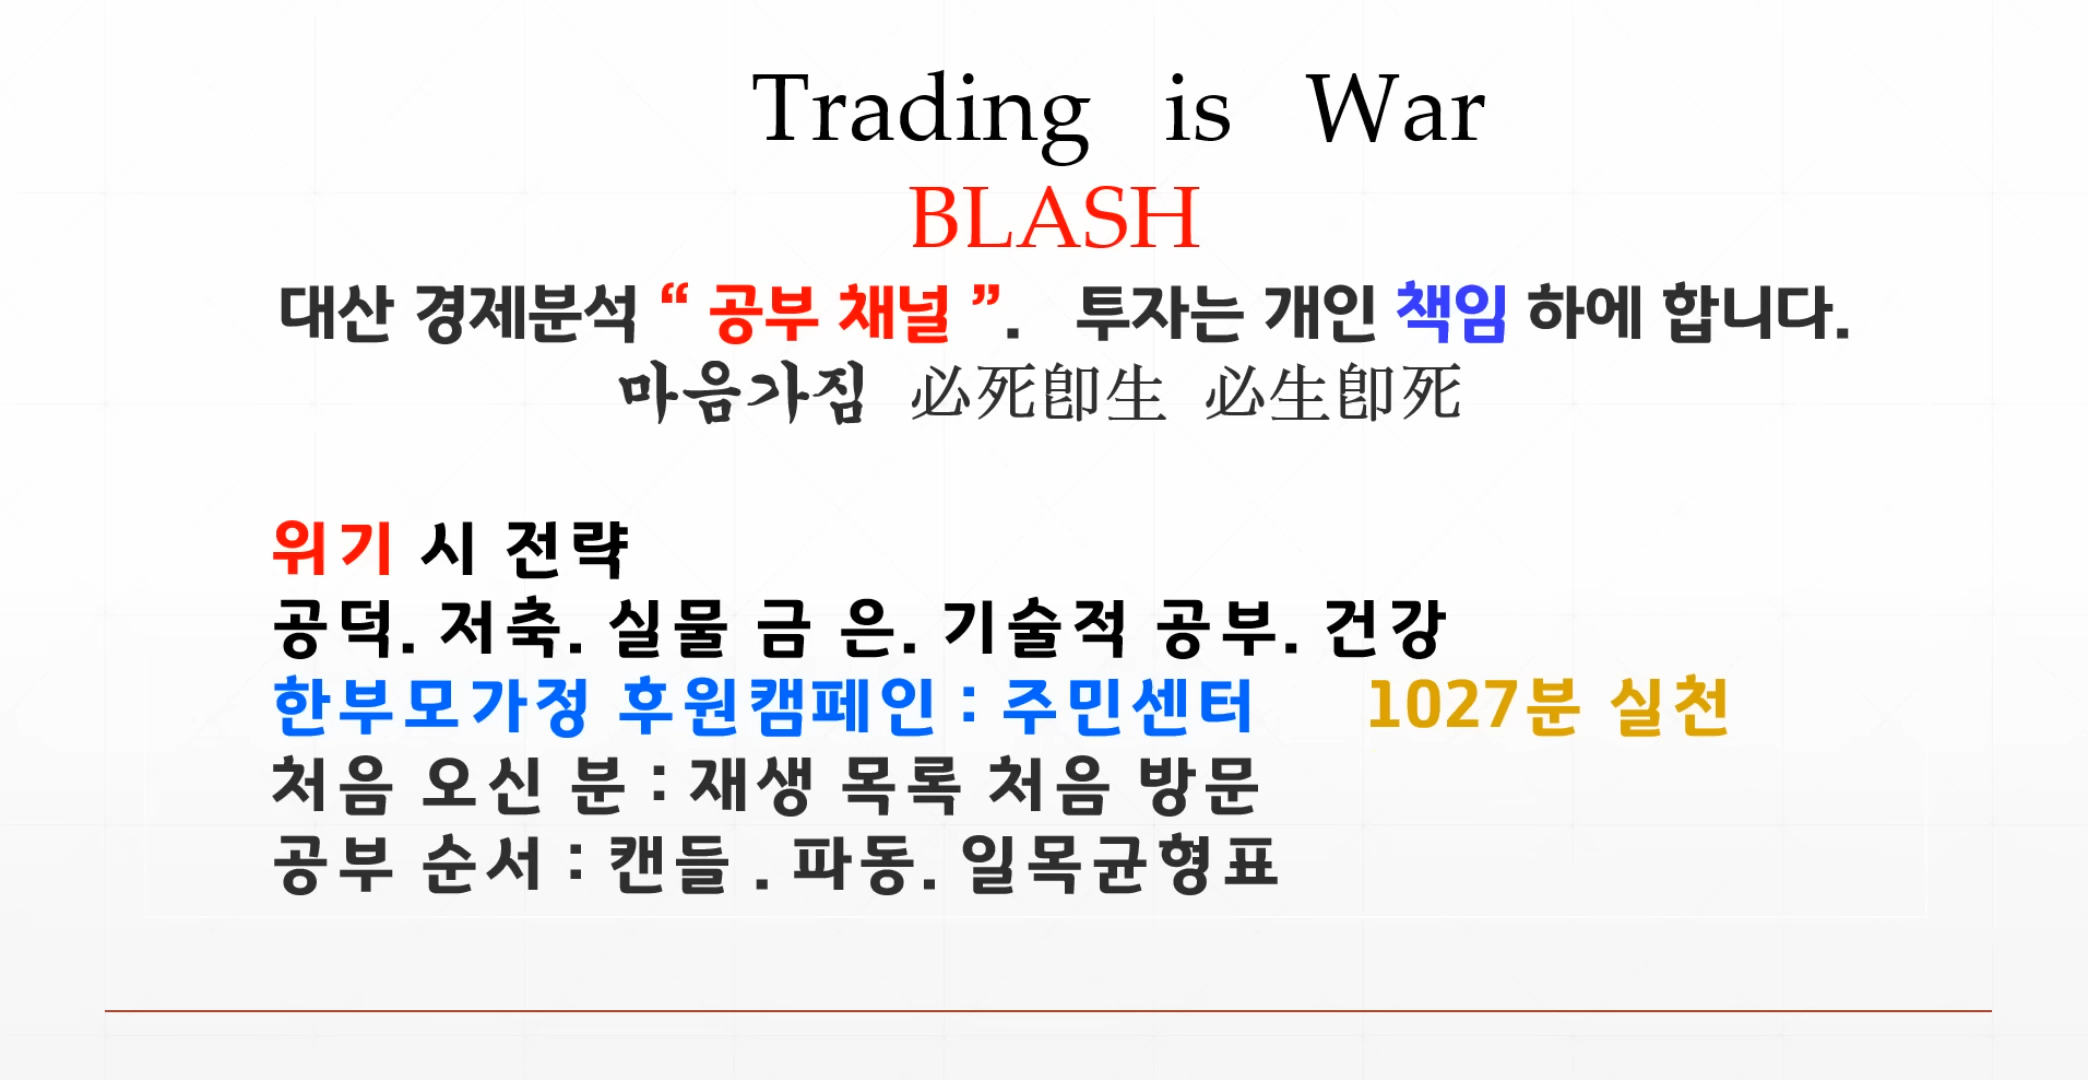 Trading is War
BLASH
대산 경제분석 “ 공부 채널 ”. 투자는 개인 책임 하에 합니다.
마음가짐 必死卽生 必生卽死
위기 시 전략
공덕. 저축. 실물 금 은. 기술적 공부. 건강
한부모가정 후원캠페인 : 주민센터 1027분 실천
처음 오신 분 : 재생 목록 처음 방문
공부 순서 : 캔들 . 파동. 일목균형표